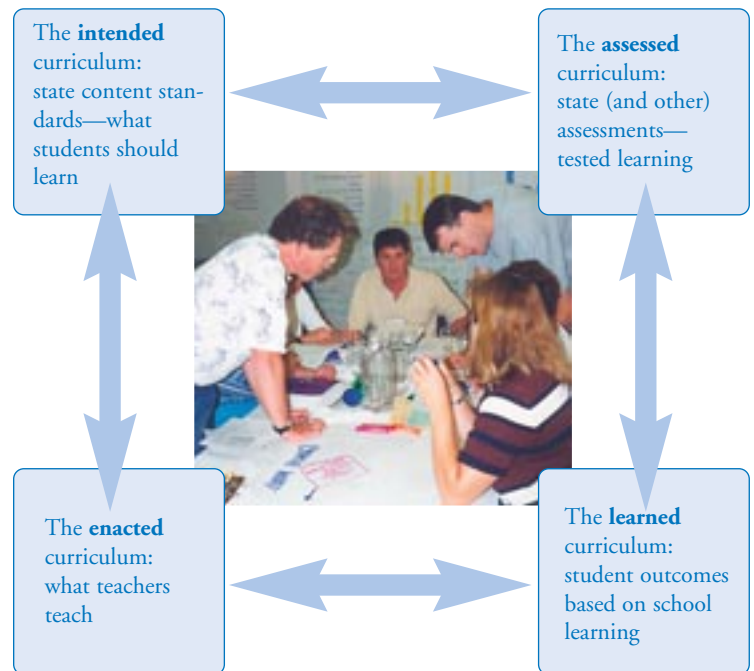 The intended
curriculum:
state content stan-
dards—what
students should
learn
The assessed
curriculum:
state (and other)
assessments—
tested learning
The enacted
curriculum:
what teachers
teach
The learned
curriculum:
student outcomes
based on school
learning